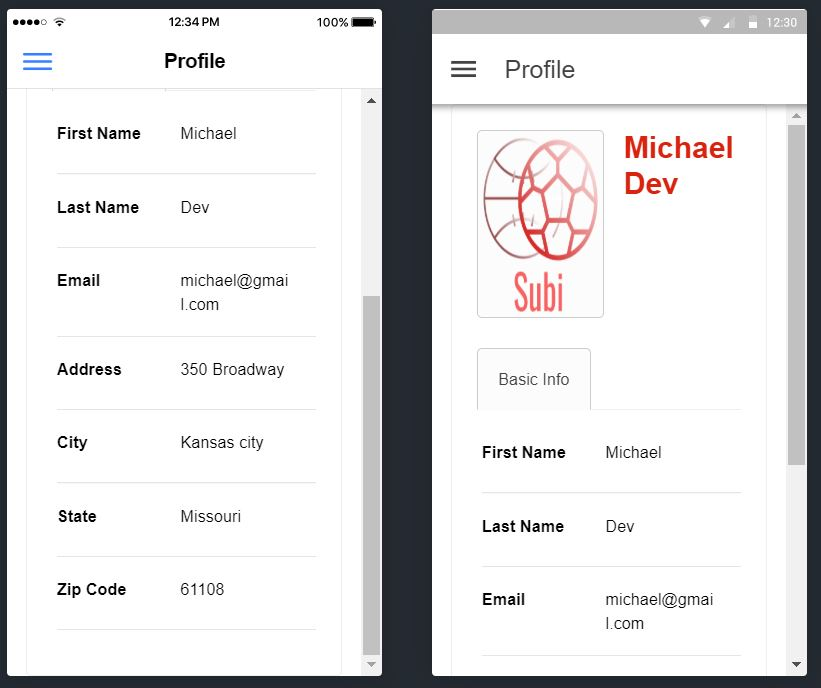 12:34 PM 100%
Profile
First Name Michael
Last Name Dev
Email michael@gmai
l.com
Address 350 Broadway
City Kansas city
State Missouri
Zip Code 61108
12:30
Profile
Michael
Dev
Subi
Basic Info
First Name Michael
Last Name Dev
Email michael@gmai
l.com